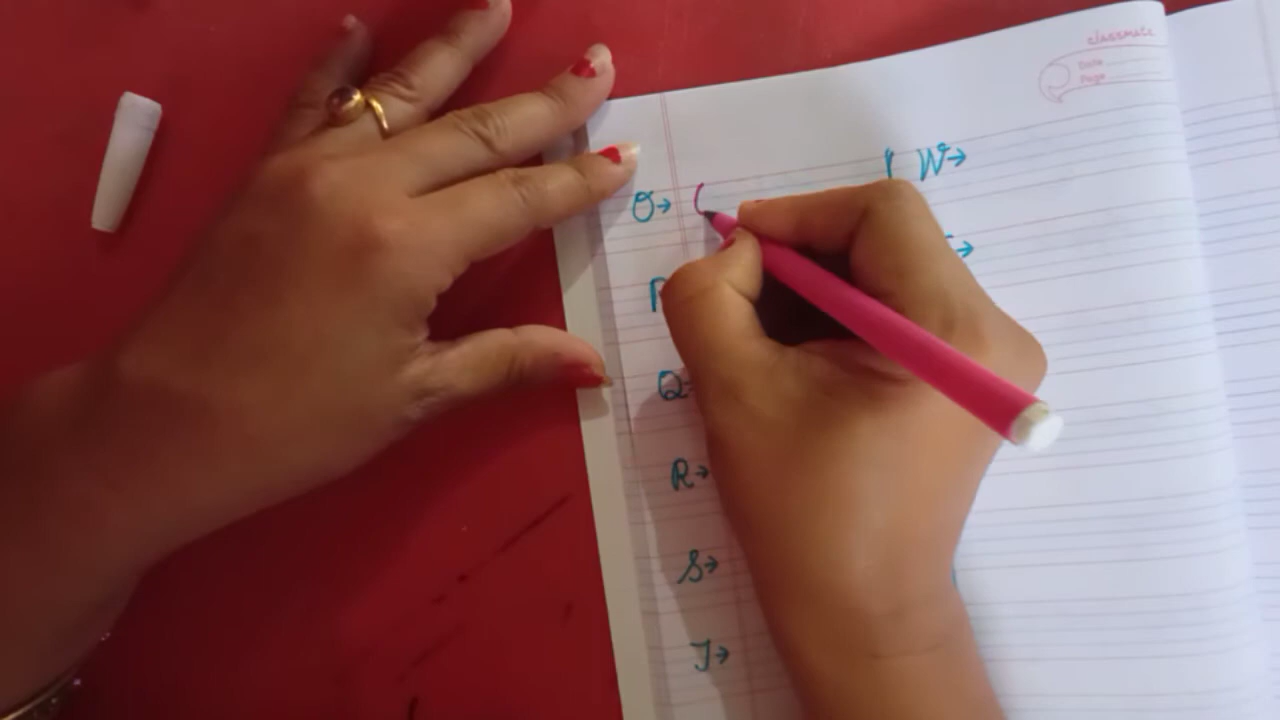 classmate
Date
Page
O→
W→
Q
R→
S→
T→